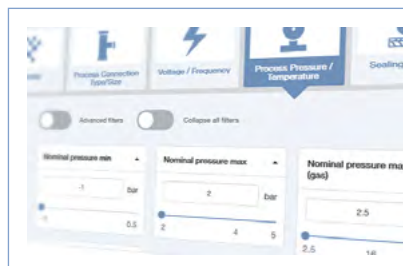 Process Connection
Type/Size
Voltage / Frequency
Process Pressure /
Temperature
Sealing
Advanced filters
Collapse all filters
Nominal pressure min
Nominal pressure max
Nominal pressure ma
(gas)
-1
bar
2
bar
2.5
-1
0.5
2
4
5
2.5
16